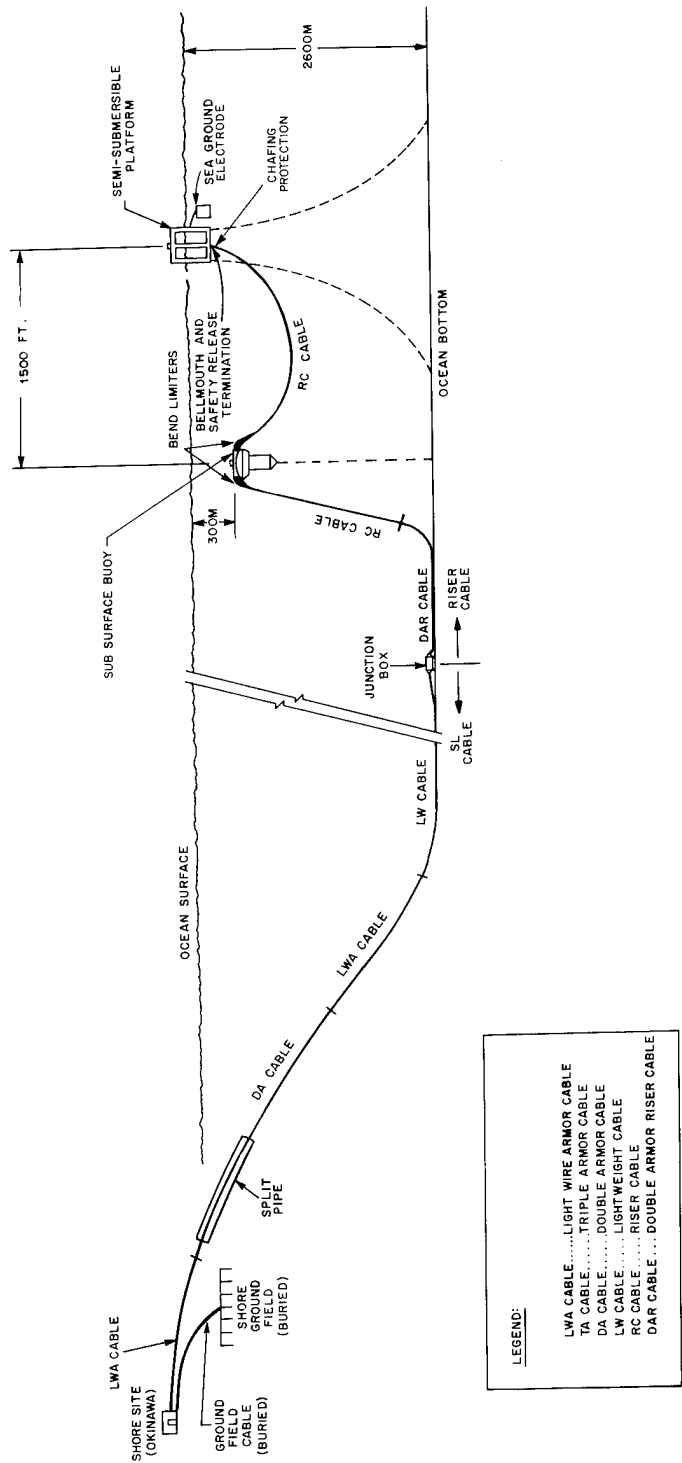 SHORE SITE
(OKINAWA)
LWA CABLE
GROUND
FIELD
CABLE
(BURIED)
SHORE
GROUND
FIELD
(BURIED)
SPLIT
PIPE
DA CABLE
OCEAN SURFACE
LWA CABLE
LW CABLE
SL
CABLE
JUNCTION
BOX
DAR CABLE
RISER
CABLE
RC CABLE
300M
SUB SURFACE BUOY
BEND LIMITERS
BELLMOUTH AND
SAFETY RELEASE
TERMINATION
1500 FT.
RC CABLE
SEMI-SUBMERSIBLE
PLATFORM
SEA GROUND
ELECTRODE
CHAFING
PROTECTION
2600M
OCEAN BOTTOM
LEGEND:
LWA CABLE......LIGHT WIRE ARMOR CABLE
TA CABLE.......TRIPLE ARMOR CABLE
DA CABLE.......DOUBLE ARMOR CABLE
LW CABLE......LIGHTWEIGHT CABLE
RC CABLE......RISER CABLE
DAR CABLE...DOUBLE ARMOR RISER CABLE